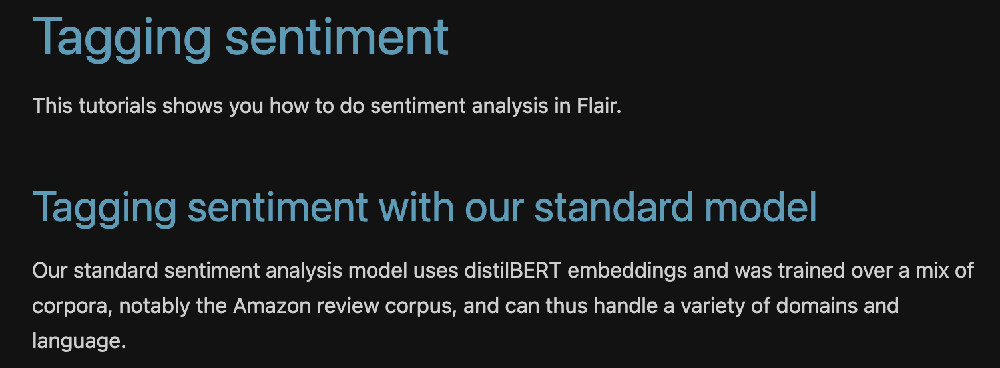 Tagging sentiment
This tutorials shows you how to do sentiment analysis in Flair.
Tagging sentiment with our standard model
Our standard sentiment analysis model uses distilBERT embeddings and was trained over a mix of
corpora, notably the Amazon review corpus, and can thus handle a variety of domains and
language.